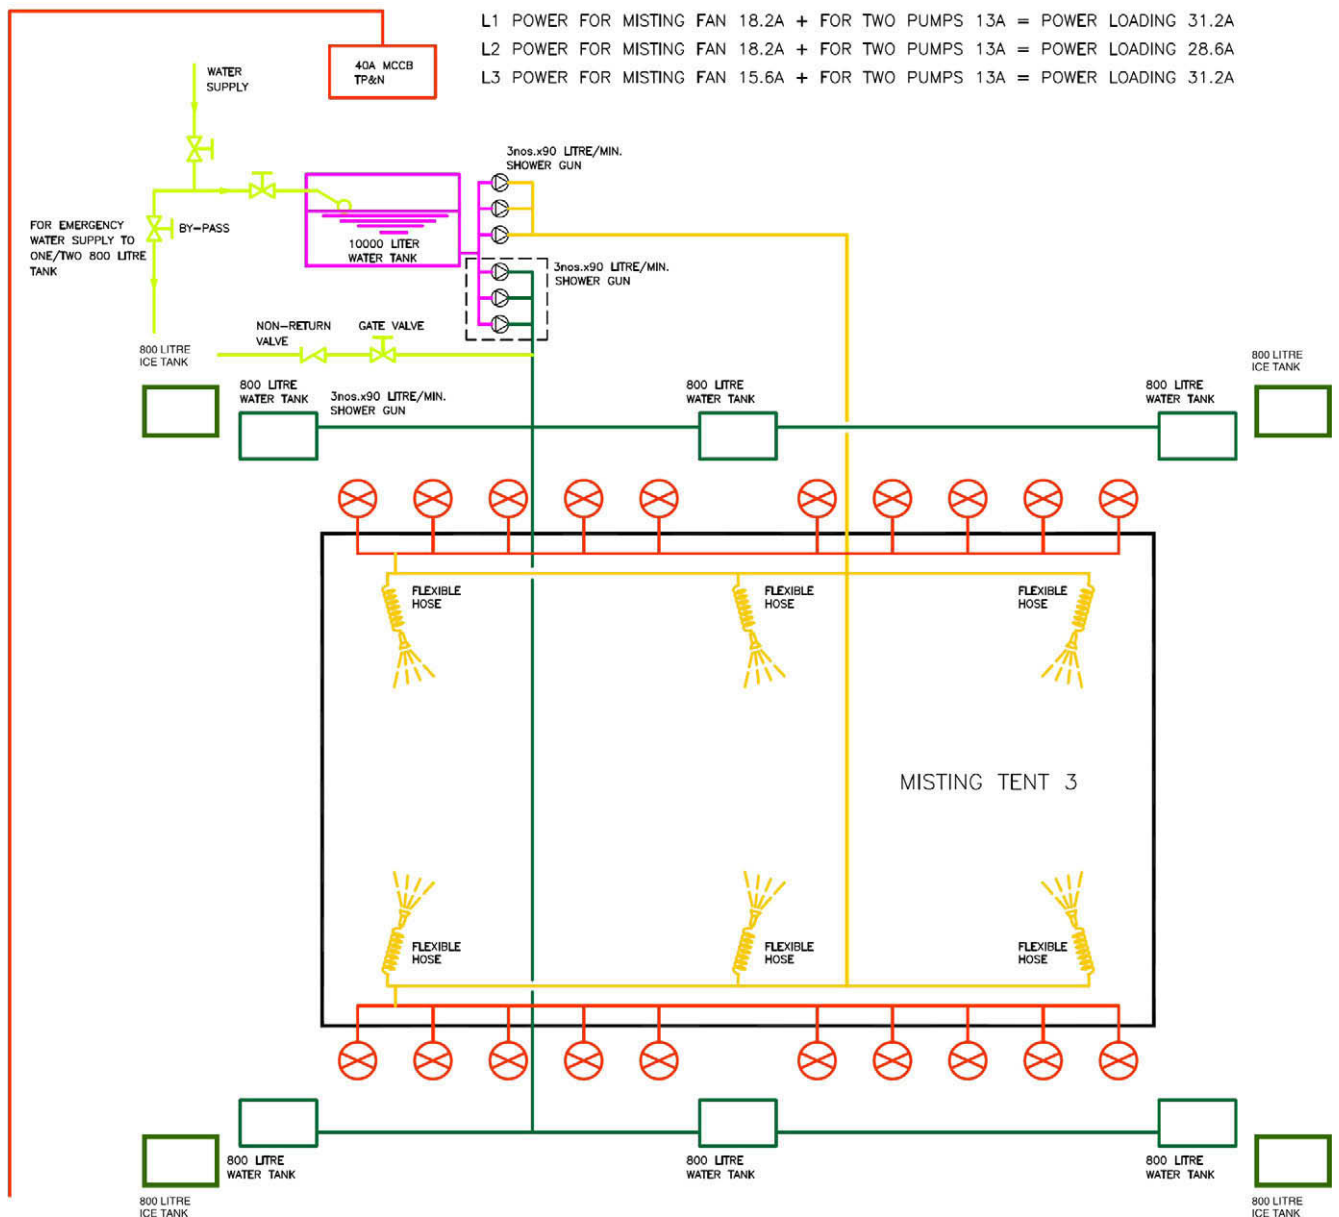 L1 POWER FOR MISTING FAN 18.2A + FOR TWO PUMPS 13A = POWER LOADING 31.2A
L2 POWER FOR MISTING FAN 18.2A + FOR TWO PUMPS 13A = POWER LOADING 28.6A
L3 POWER FOR MISTING FAN 15.6A + FOR TWO PUMPS 13A = POWER LOADING 31.2A
40A MCCB
TP&N
WATER
SUPPLY
3nos.x90 LITRE/MIN.
SHOWER GUN
FOR EMERGENCY
WATER SUPPLY TO
ONE/TWO 800 LITRE
TANK
BY-PASS
10000 LITER
WATER TANK
3nos.x90 LITRE/MIN.
SHOWER GUN
NON-RETURN
VALVE
GATE VALVE
800 LITRE
ICE TANK
800 LITRE
WATER TANK
3nos.x90 LITRE/MIN.
SHOWER GUN
800 LITRE
WATER TANK
800 LITRE
WATER TANK
800 LITRE
ICE TANK
FLEXIBLE
HOSE
FLEXIBLE
HOSE
FLEXIBLE
HOSE
MISTING TENT 3
FLEXIBLE
HOSE
FLEXIBLE
HOSE
FLEXIBLE
HOSE
800 LITRE
WATER TANK
800 LITRE
WATER TANK
800 LITRE
WATER TANK
800 LITRE
ICE TANK
800 LITRE
ICE TANK